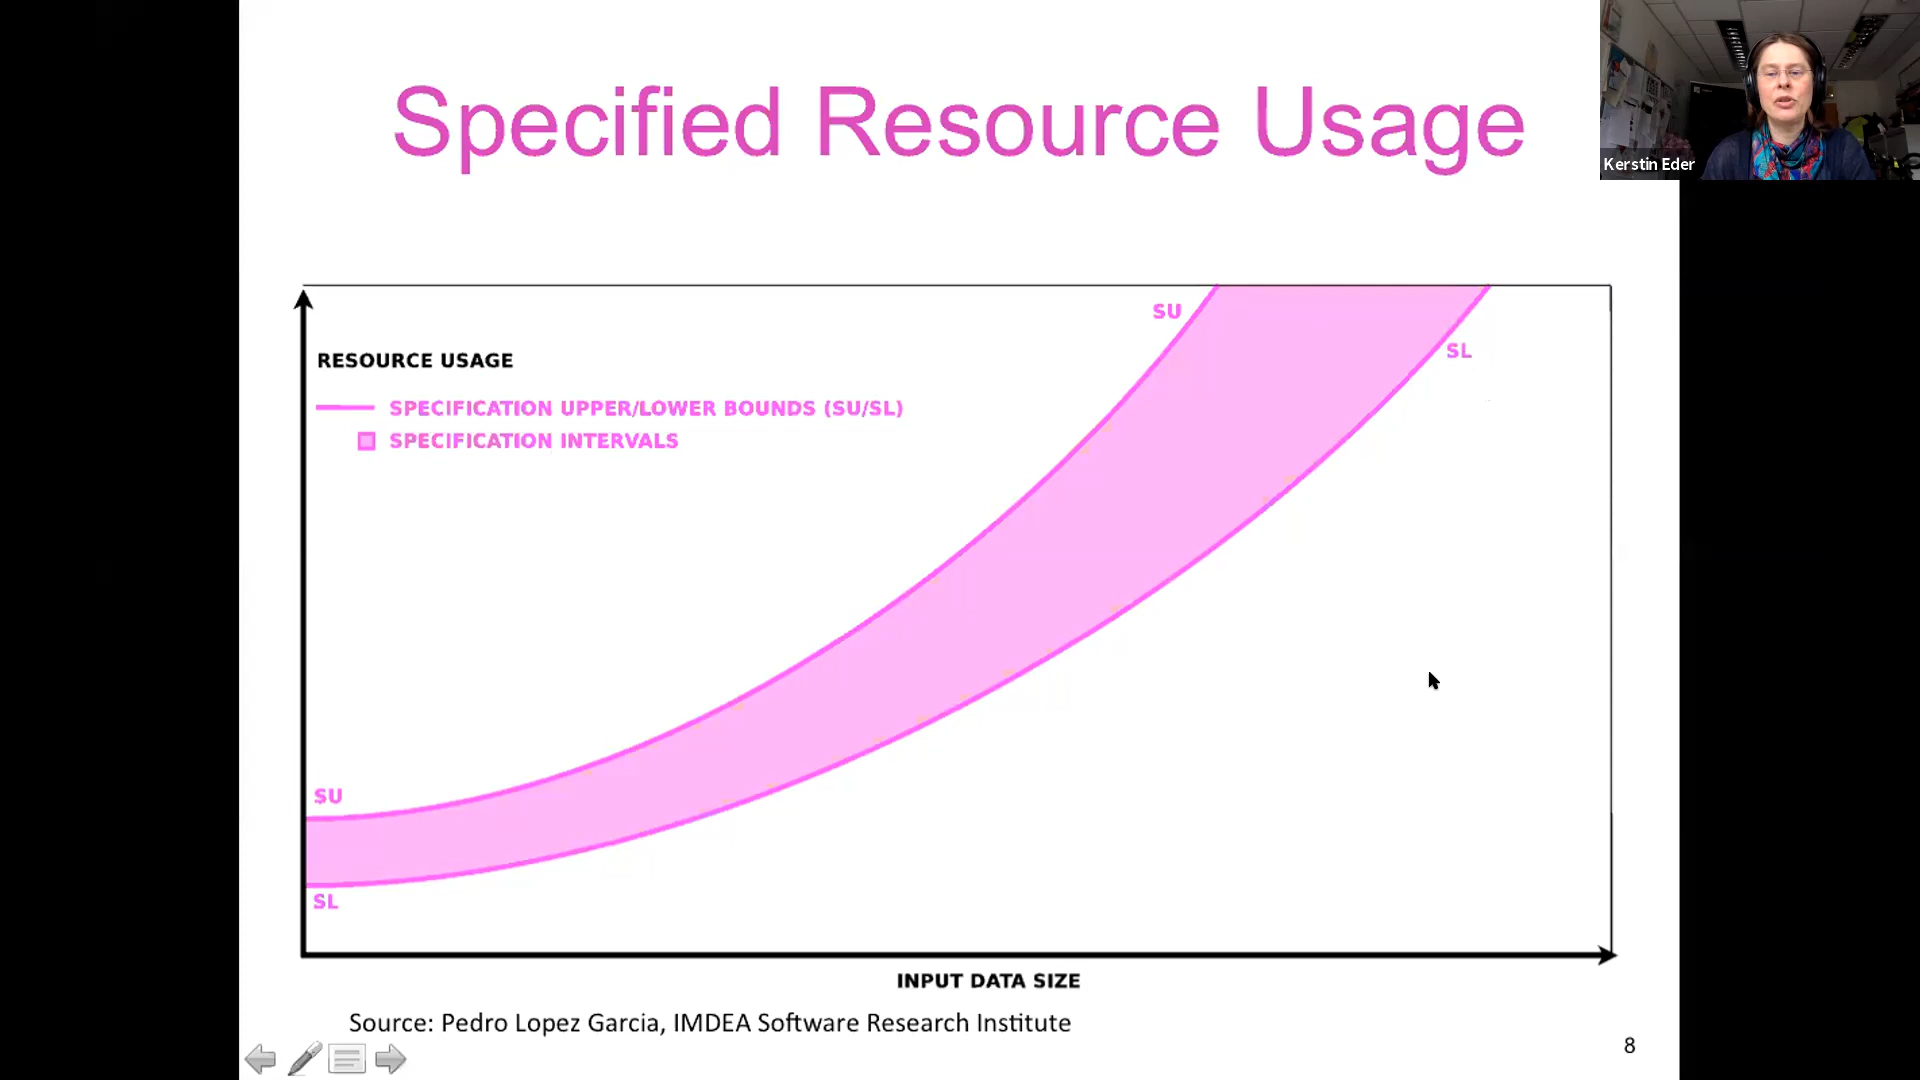 Specified Resource Usage
Kerstin Eder
SU
SL
RESOURCE USAGE
SPECIFICATION UPPER/LOWER BOUNDS (SU/SL)
SPECIFICATION INTERVALS
SU
SL
INPUT DATA SIZE
Source: Pedro Lopez Garcia, IMDEA Software Research Institute
8